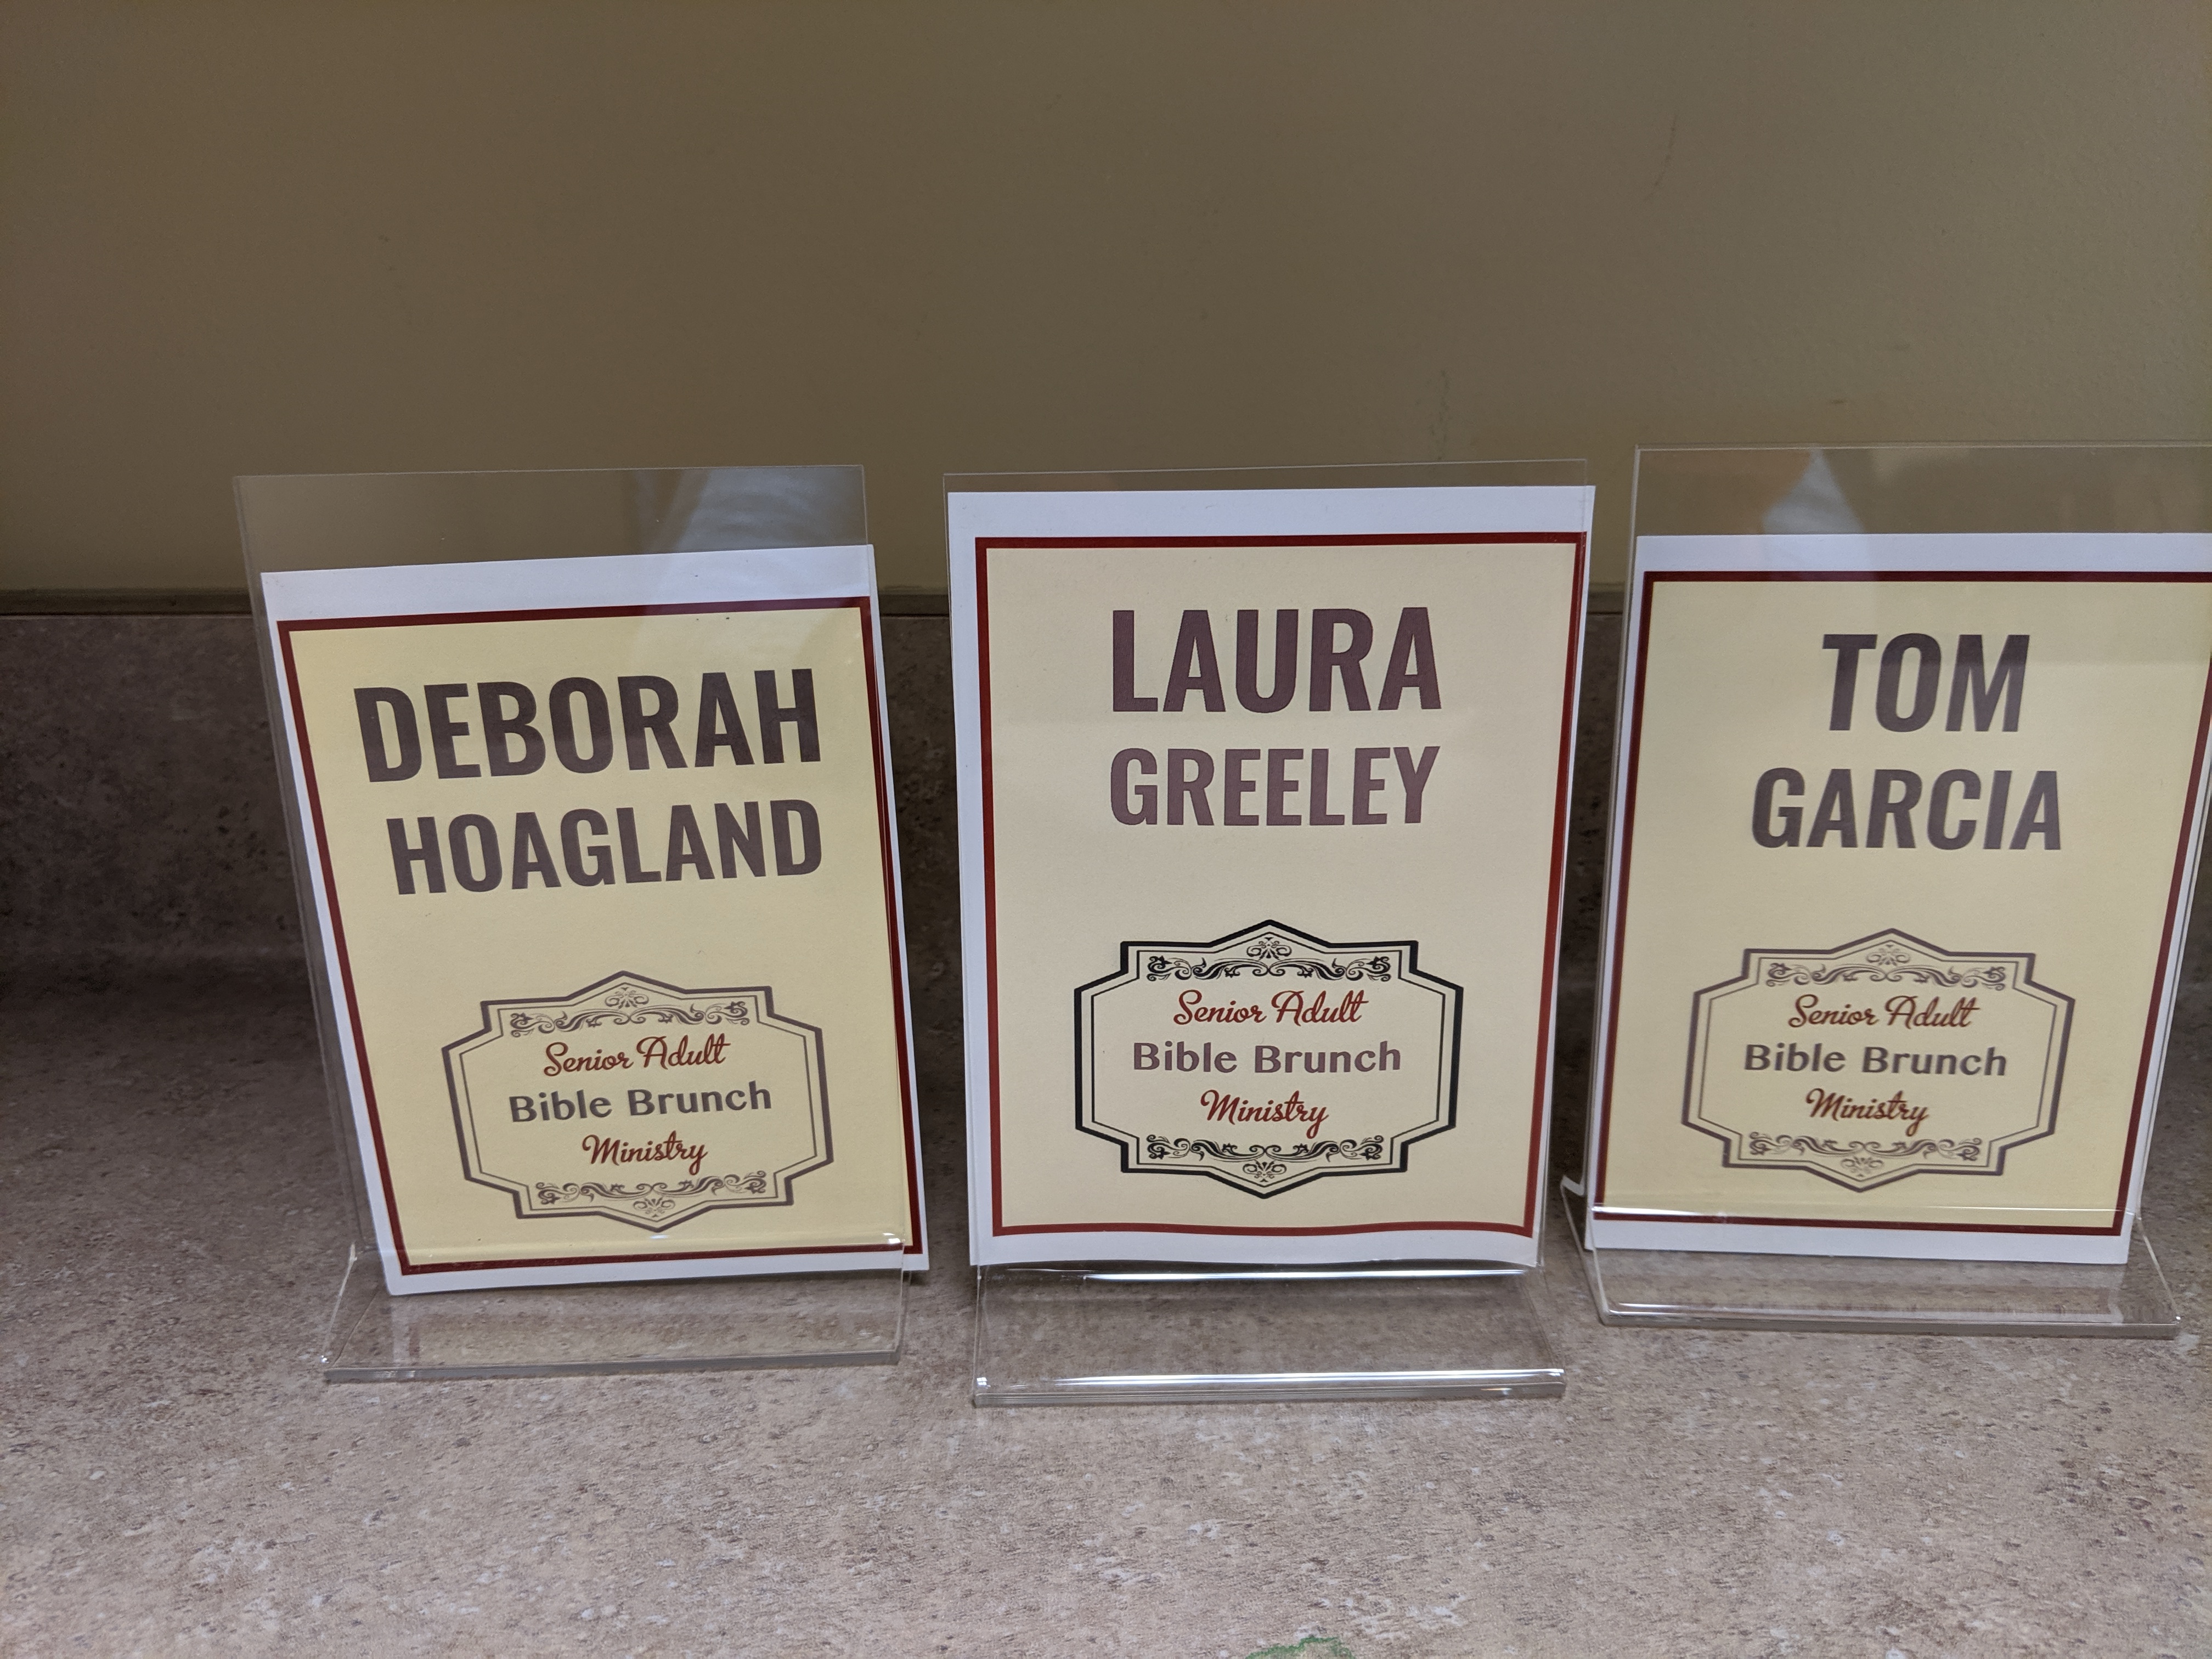 DEBORAH
HOAGLAND
Senior Adult
Bible Brunch
Ministry
LAURA
GREELEY
Senior Adult
Bible Brunch
Ministry
TOM
GARCIA
Senior Adult
Bible Brunch
Ministry